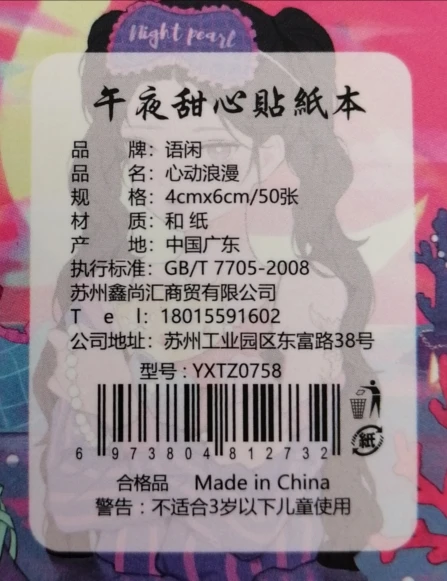 Night pearl
午夜甜心貼紙本
品 牌：语闲
品 名：心动浪漫
规 格：4cmx6cm/50张
材 质：和纸
产 地：中国广东
执行标准：GB/T 7705-2008
苏州鑫尚汇商贸有限公司
Tel：18015591602
公司地址：苏州工业园区东富路38号
型号：YXTZ0758
6 973804 812732
紙
合格品 Made in China
警告：不适合3岁以下儿童使用